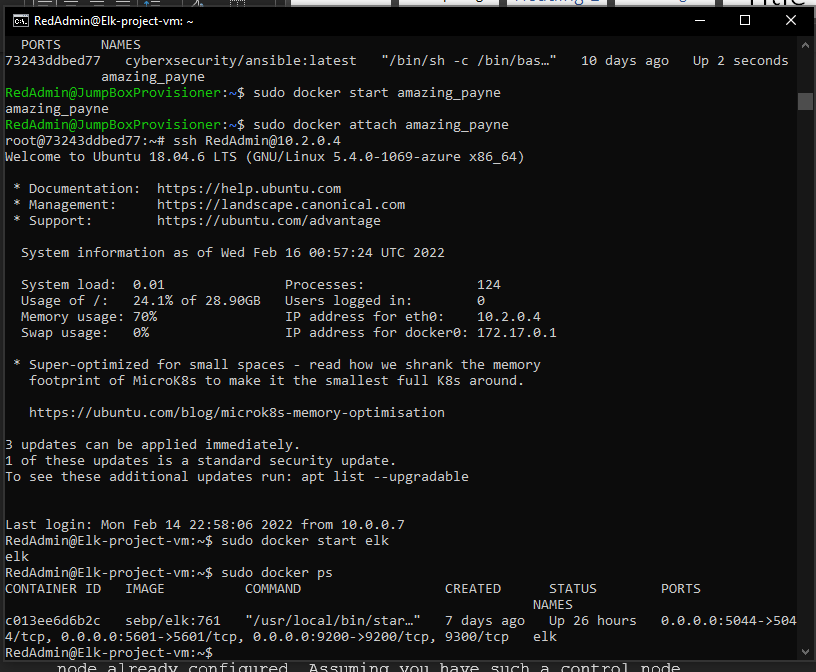 RedAdmin@Elk-project-vm: ~
PORTS     NAMES
73243ddbed77   cyberxsecurity/ansible:latest   "/bin/sh -c /bin/bas…"   10 days ago   Up 2 seconds
amazing_payne
RedAdmin@JumpBoxProvisioner:~$ sudo docker start amazing_payne
amazing_payne
RedAdmin@JumpBoxProvisioner:~$ sudo docker attach amazing_payne
root@73243ddbed77:~# ssh RedAdmin@10.2.0.4
Welcome to Ubuntu 18.04.6 LTS (GNU/Linux 5.4.0-1069-azure x86_64)
* Documentation:  https://help.ubuntu.com
* Management:     https://landscape.canonical.com
* Support:        https://ubuntu.com/advantage
System information as of Wed Feb 16 00:57:24 UTC 2022
System load:  0.01               Processes:              124
Usage of /:   24.1% of 28.90GB   Users logged in:        0
Memory usage: 70%                IP address for eth0:    10.2.0.4
Swap usage:   0%                 IP address for docker0: 172.17.0.1
* Super-optimized for small spaces - read how we shrank the memory
footprint of MicroK8s to make it the smallest full K8s around.
https://ubuntu.com/blog/microk8s-memory-optimisation
3 updates can be applied immediately.
1 of these updates is a standard security update.
To see these additional updates run: apt list --upgradable
Last login: Mon Feb 14 22:58:06 2022 from 10.0.0.7
RedAdmin@Elk-project-vm:~$ sudo docker start elk
elk
RedAdmin@Elk-project-vm:~$ sudo docker ps
CONTAINER ID   IMAGE          COMMAND                  CREATED      STATUS        PORTS
NAMES
c013ee6d6b2c   sebp/elk:761   "/usr/local/bin/star…"   7 days ago   Up 26 hours   0.0.0.0:5044->504
4/tcp, 0.0.0.0:5601->5601/tcp, 0.0.0.0:9200->9200/tcp, 9300/tcp   elk
RedAdmin@Elk-project-vm:~$
node already configured. Assuming you have such a control node